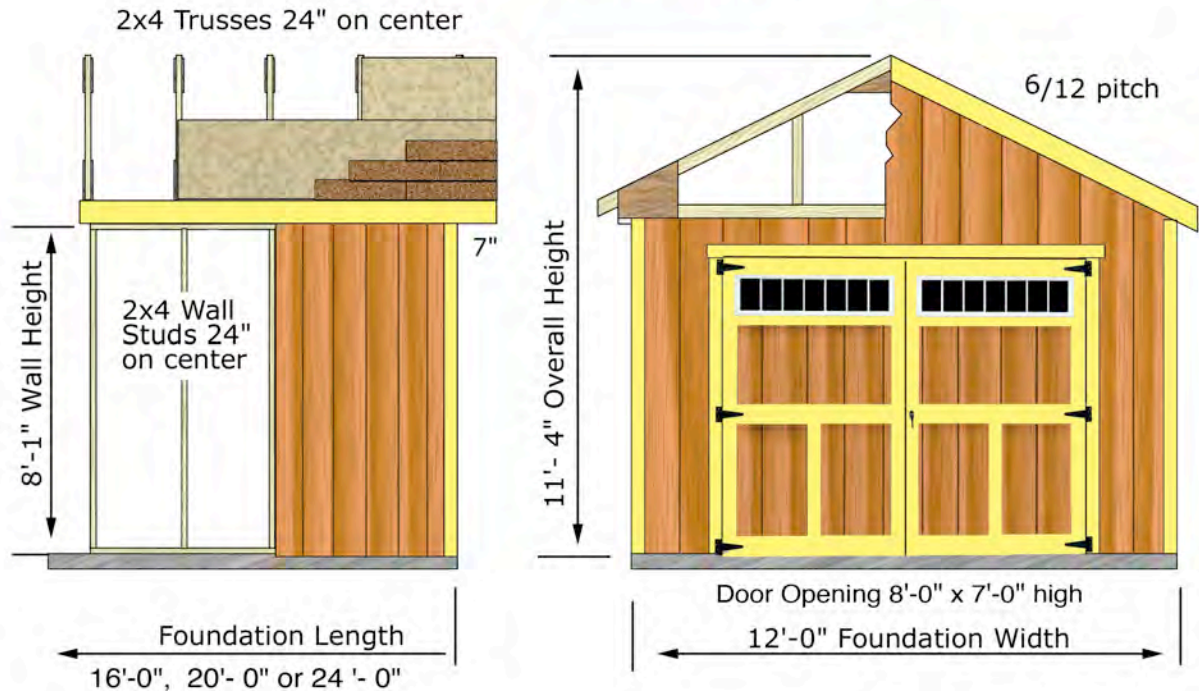 2x4 Trusses 24" on center
7"
8'-1" Wall Height
2x4 Wall
Studs 24"
on center
Foundation Length
16'-0", 20'- 0" or 24 '- 0"
6/12 pitch
11'- 4" Overall Height
Door Opening 8'-0" x 7'-0" high
12'-0" Foundation Width